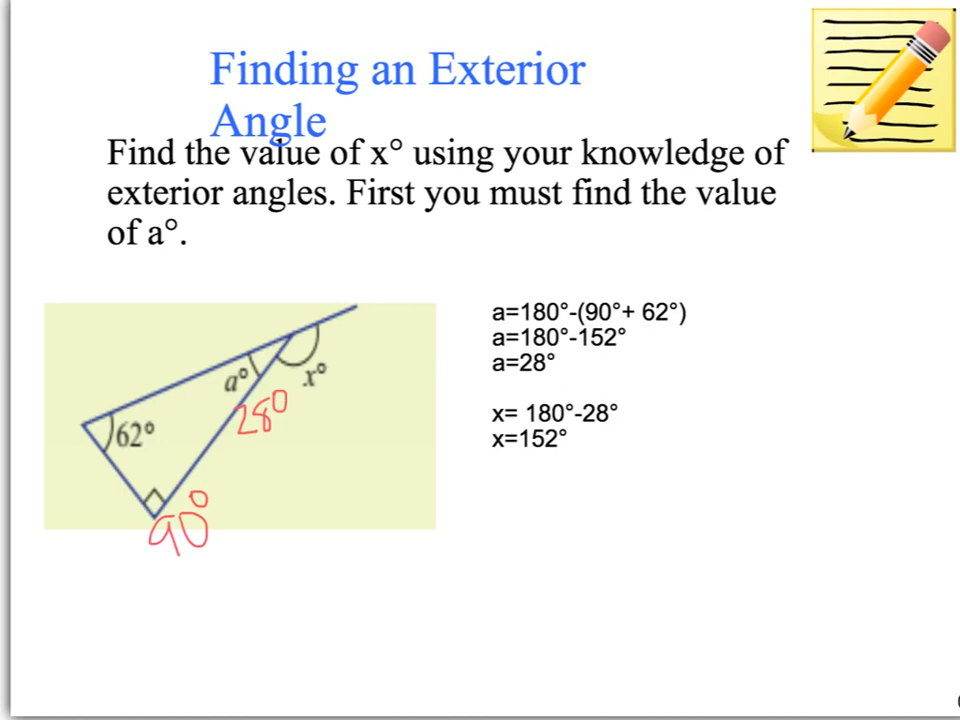 Finding an Exterior
Angle
Find the value of x° using your knowledge of
exterior angles. First you must find the value
of a°.
a=180°-(90°+ 62°)
a=180°-152°
a=28°
x= 180°-28°
x=152°
a°
x°
28°
62°
90°